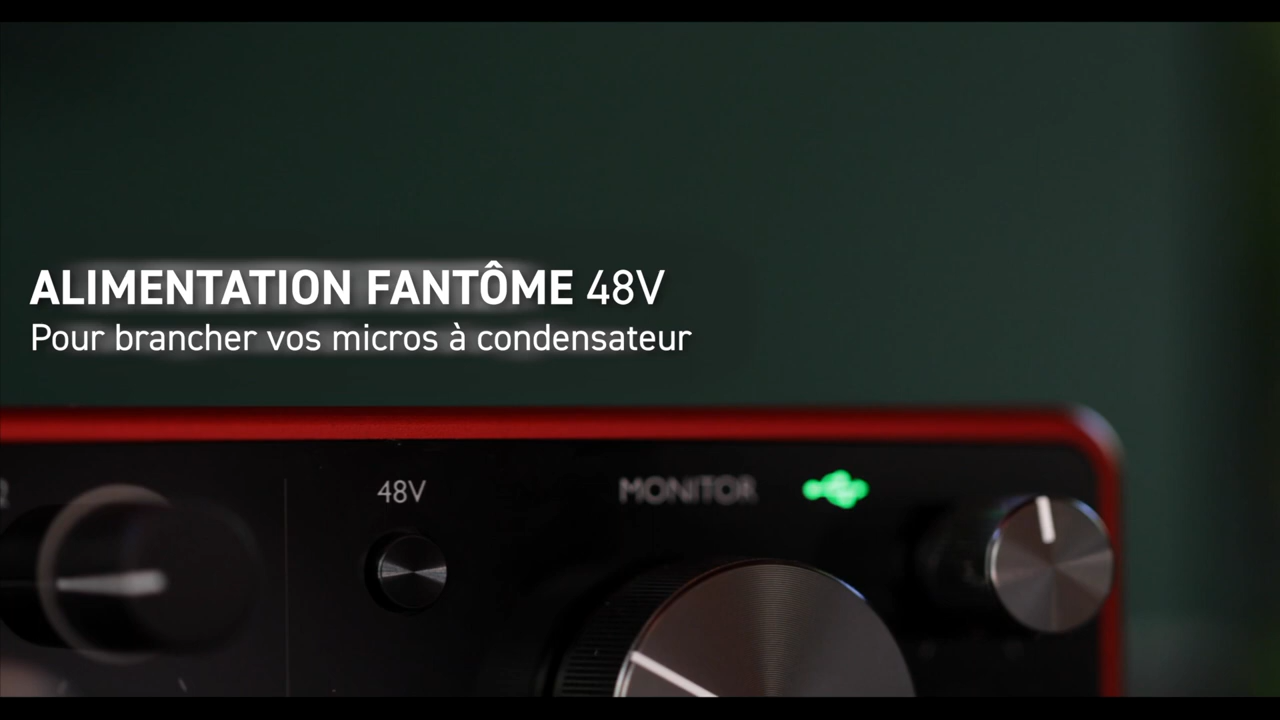 ALIMENTATION FANTÔME 48V
Pour brancher vos micros à condensateur
48V
MONITOR